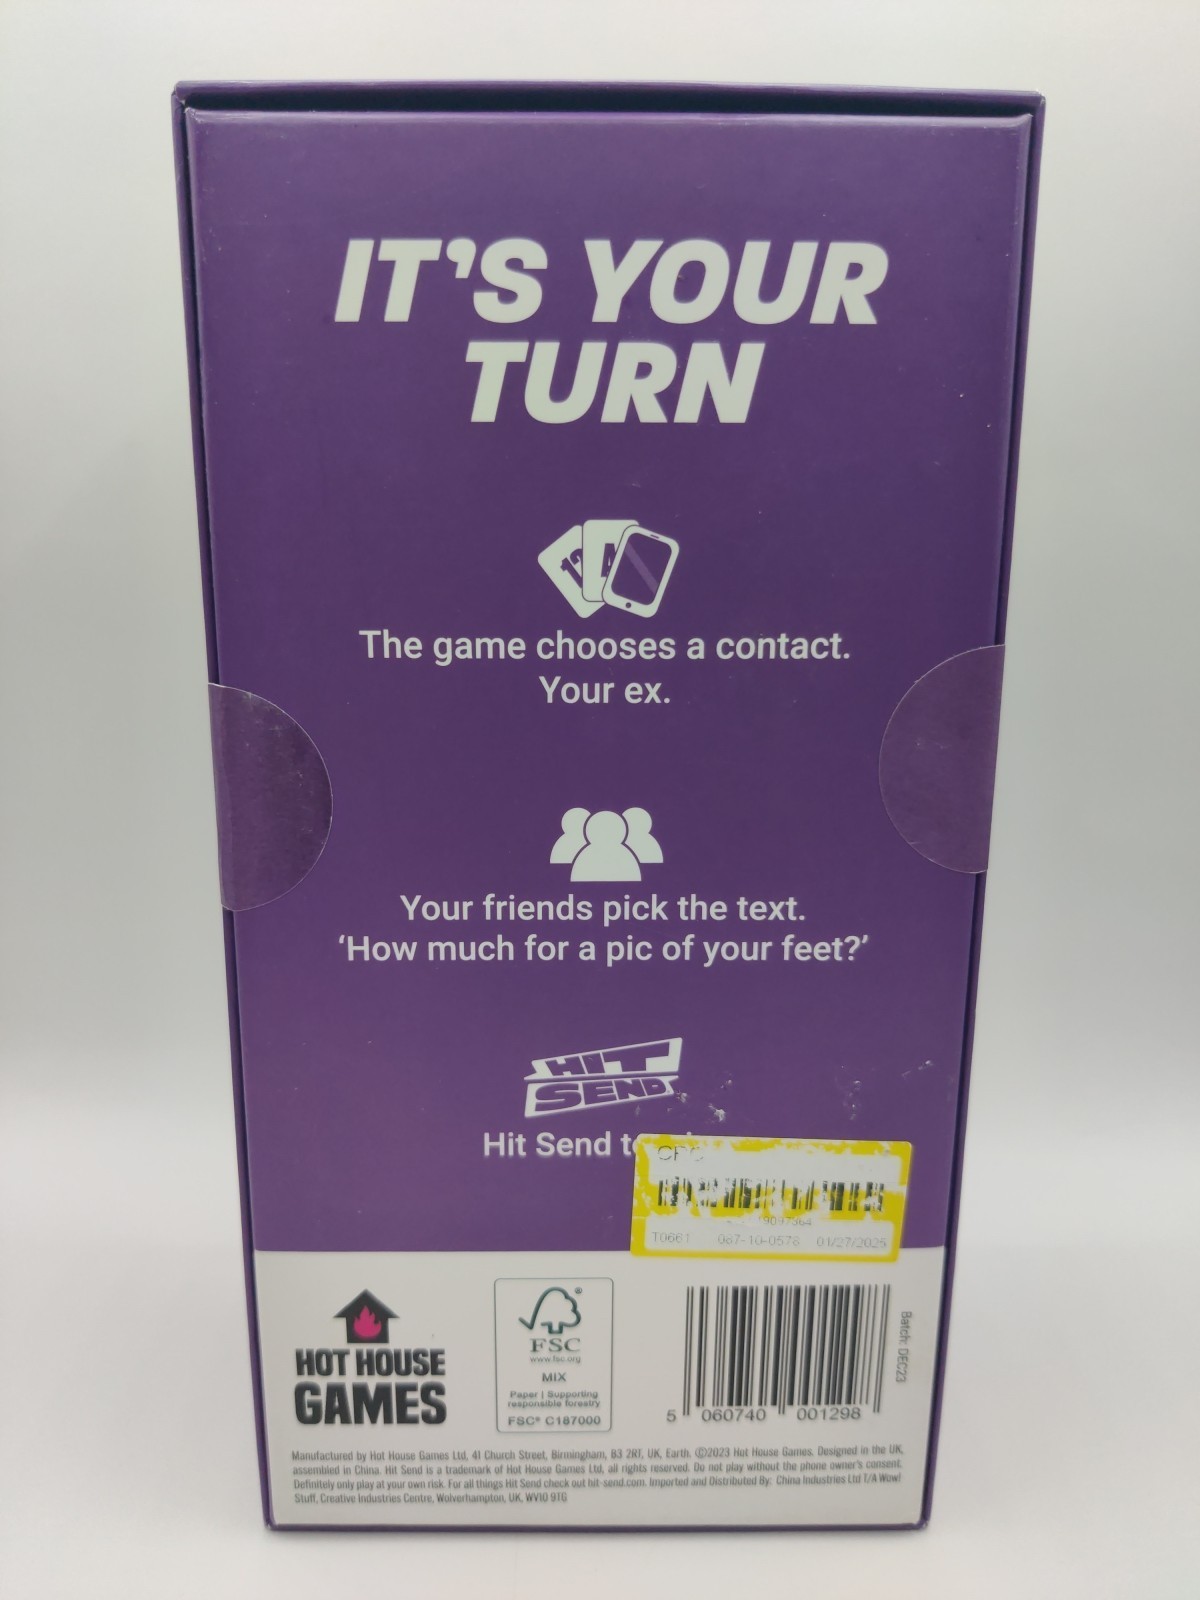 IT'S YOUR
TURN
12 A
The game chooses a contact.
Your ex.
Your friends pick the text.
‘How much for a pic of your feet?’
HIT
SEND
Hit Send
T0661 087-10-0578 01/27/2025
HOT HOUSE
GAMES
®
FSC
www.fsc.org
MIX
Paper | Supporting
responsible forestry
FSC® C187000
5 060740 001298
Batch: DEC23
Manufactured by Hot House Games Ltd, 41 Church Street, Birmingham, B3 2RT, UK, Earth. ©2023 Hot House Games. Designed in the UK,
assembled in China. Hit Send is a trademark of Hot House Games Ltd, all rights reserved. Do not play without the phone owner's consent.
Definitely only play at your own risk. For all things Hit Send check out hit-send.com. Imported and Distributed By: China Industries Ltd T/A Wow!
Stuff, Creative Industries Centre, Wolverhampton, UK, WV10 9TG